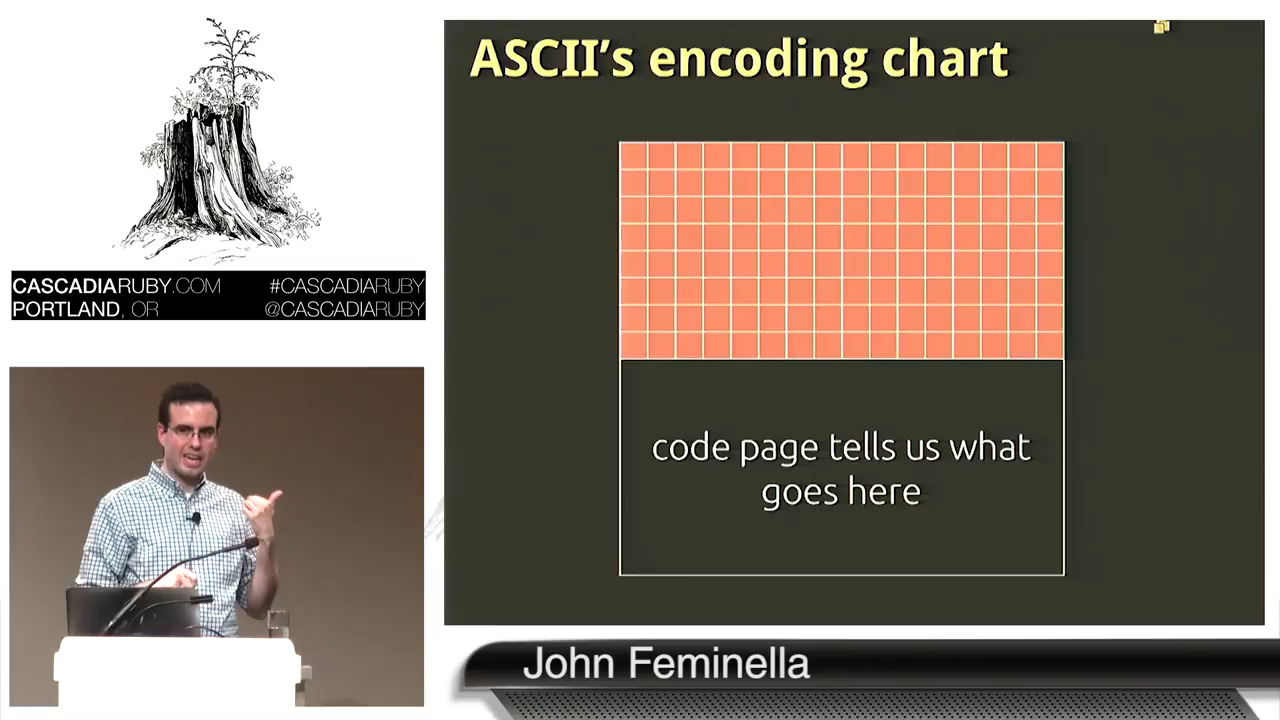 ASCII's encoding chart
CASCADIARUBY.COM #CASCADIARUBY
PORTLAND, OR @CASCADIARUBY
code page tells us what
goes here
John Feminella